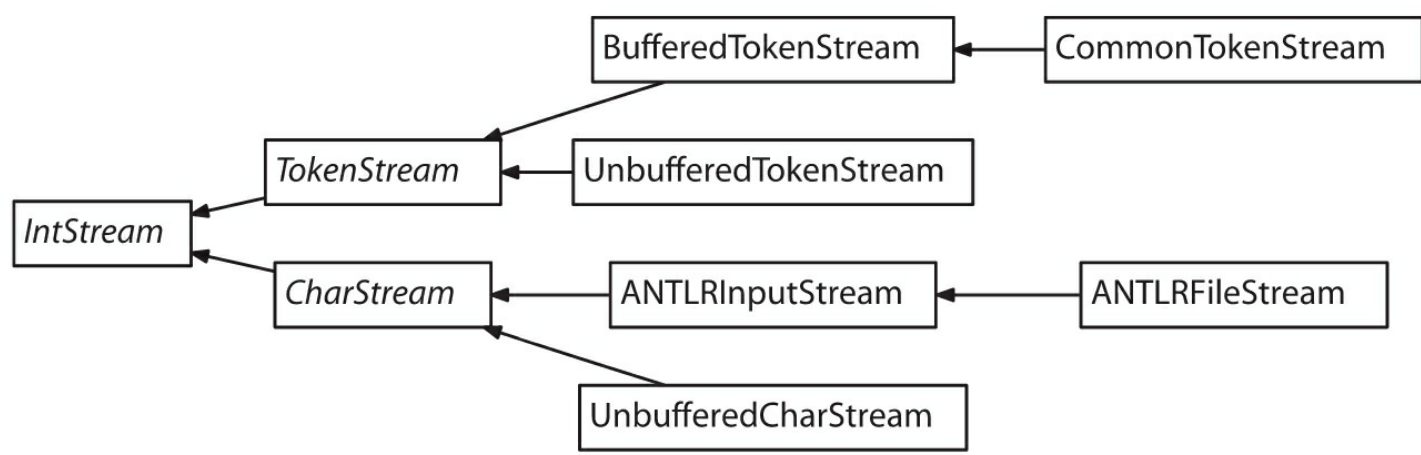 BufferedTokenStream
CommonTokenStream
TokenStream
UnbufferedTokenStream
IntStream
CharStream
ANTLRInputStream
ANTLRFileStream
UnbufferedCharStream